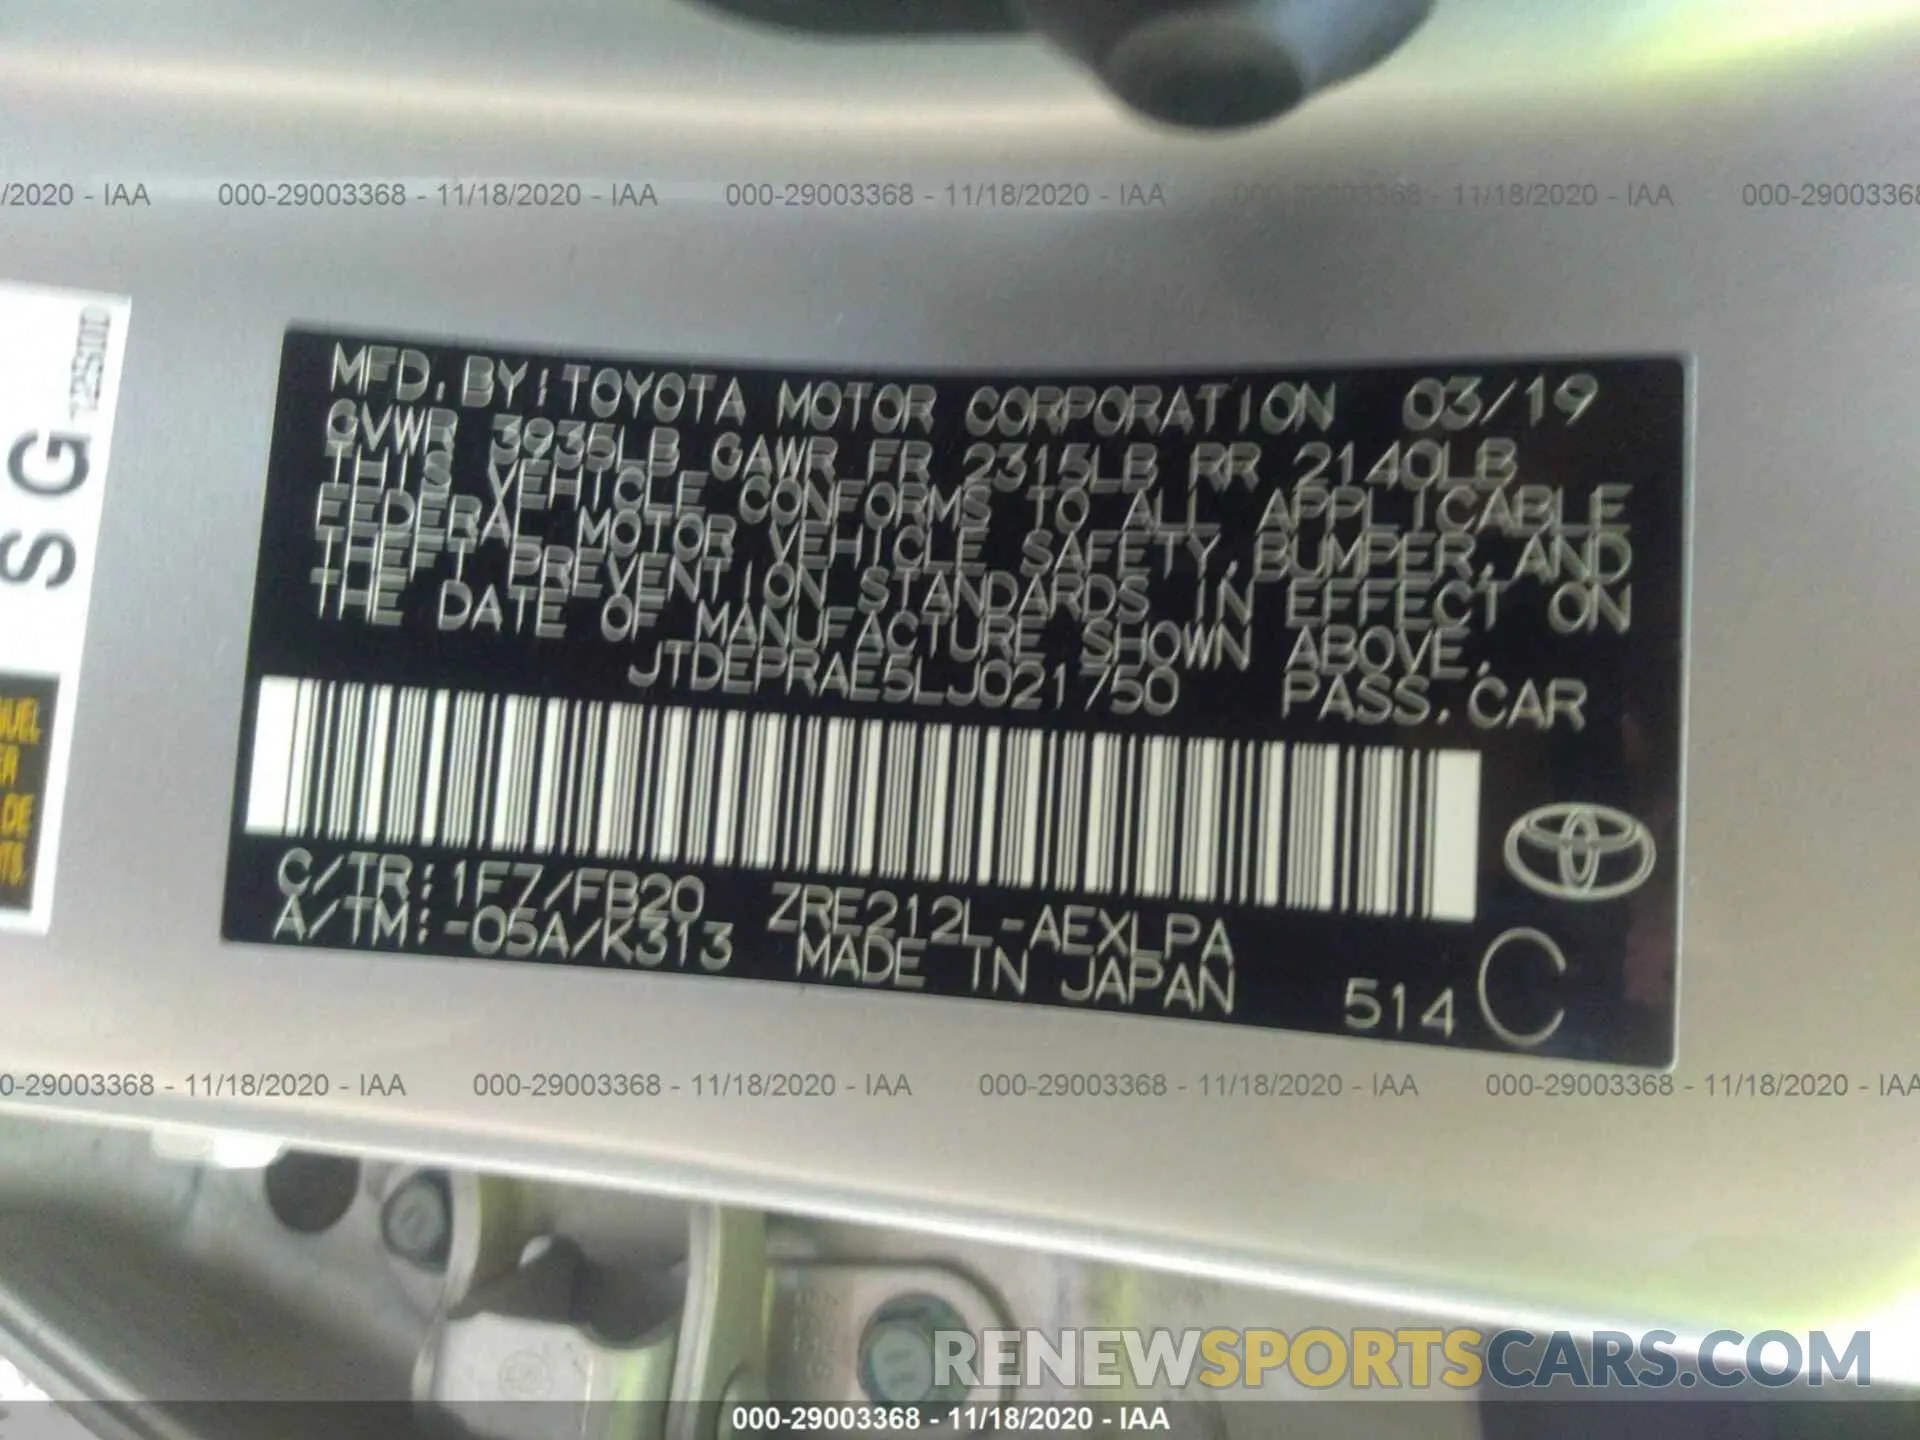 /2020 - IAA 000-29003368 - 11/18/2020 - IAA 000-29003368 - 11/18/2020 - IAA 000-29003368 - 11/18/2020 - IAA 000-2900336
SG
NUEL
ER
DE
MFD. BY: TOYOTA MOTOR CORPORATION 03/19
GVWR 3935LB GAWR FR 2315LB RR 2140LB
THIS VEHICLE CONFORMS TO ALL APPLICABLE
FEDERAL MOTOR VEHICLE SAFETY, BUMPER, AND
THEFT PREVENTION STANDARDS IN EFFECT ON
THE DATE OF MANUFACTURE SHOWN ABOVE.
JTDEPRAE5LJ021750 PASS. CAR
C/TR: 1F7/FB20 ZRE212L-AEXLPA
A/TM: -05A/K313 MADE IN JAPAN 514 C
0-29003368 - 11/18/2020 - IAA 000-29003368 - 11/18/2020 - IAA 000-29003368 - 11/18/2020 - IAA 000-29003368 - 11/18/2020 - IAA
RENEWSPORTSCARS.COM
000-29003368 - 11/18/2020 - IAA